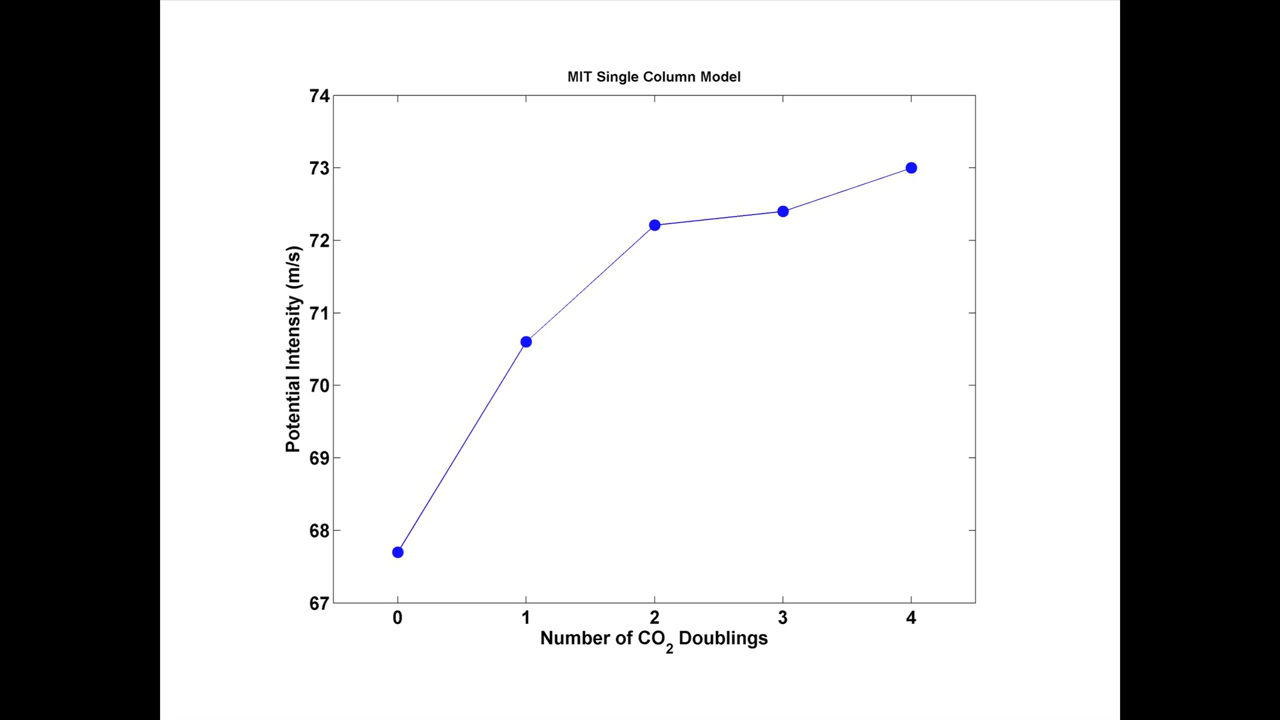 MIT Single Column Model
74
73
72
71
70
69
68
67
Potential Intensity (m/s)
0 1 2 3 4
Number of CO2 Doublings